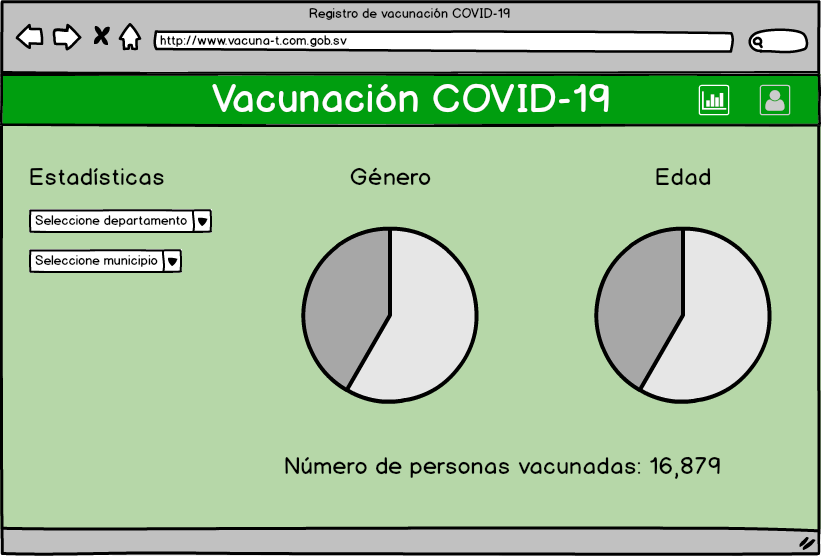 Registro de vacunación COVID-19
http://www.vacuna-t.com.gob.sv
Vacunación COVID-19
Estadísticas
Género
Edad
Seleccione departamento
Seleccione municipio
Número de personas vacunadas: 16,879